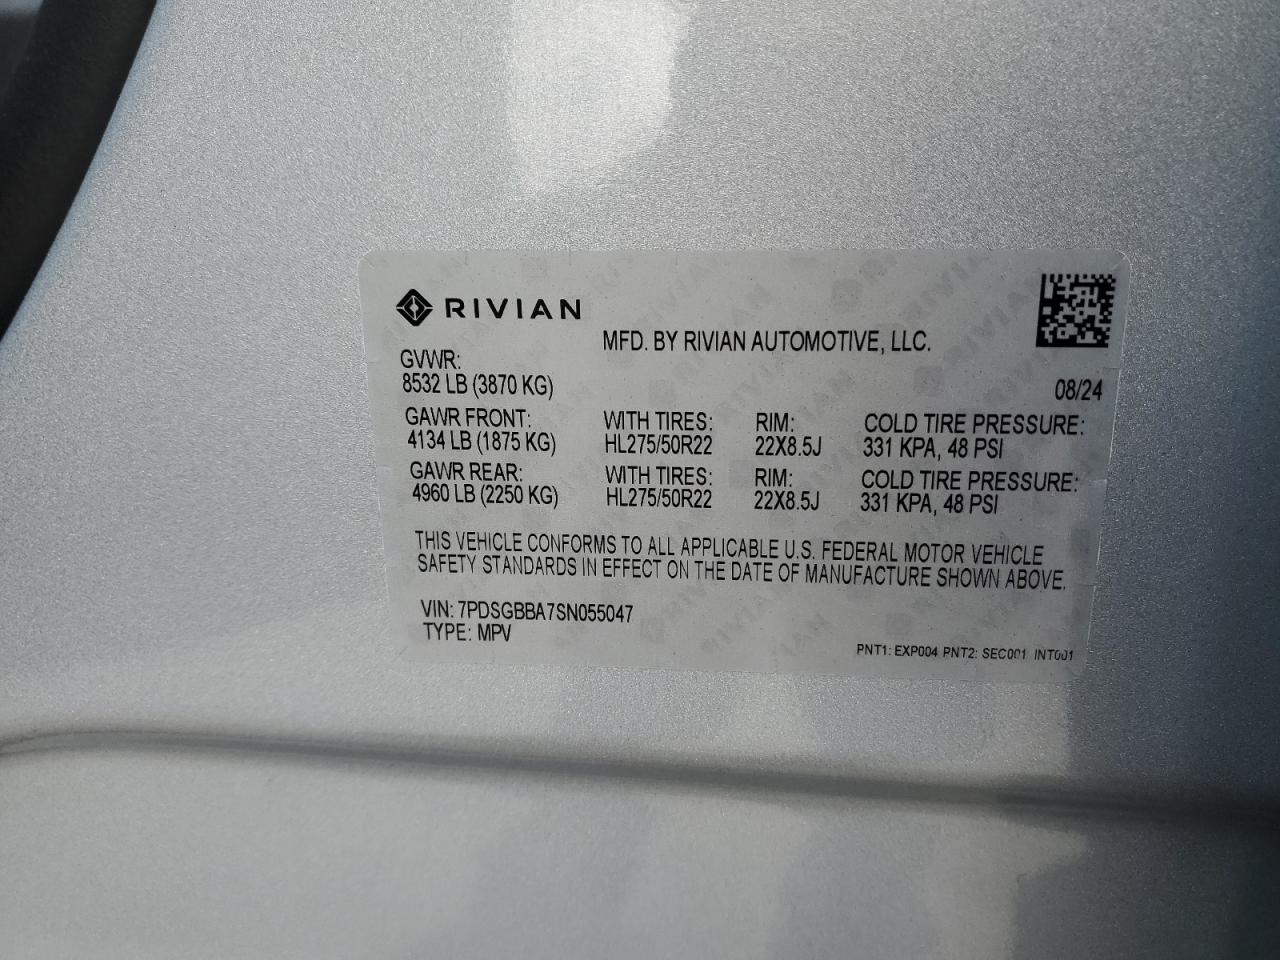 RIVIAN
MFD. BY RIVIAN AUTOMOTIVE, LLC.
GVWR:
8532 LB (3870 KG)
08/24
GAWR FRONT: WITH TIRES: RIM: COLD TIRE PRESSURE:
4134 LB (1875 KG) HL275/50R22 22X8.5J 331 KPA, 48 PSI
GAWR REAR: WITH TIRES: RIM: COLD TIRE PRESSURE:
4960 LB (2250 KG) HL275/50R22 22X8.5J 331 KPA, 48 PSI
THIS VEHICLE CONFORMS TO ALL APPLICABLE U.S. FEDERAL MOTOR VEHICLE
SAFETY STANDARDS IN EFFECT ON THE DATE OF MANUFACTURE SHOWN ABOVE.
VIN: 7PDSGBBA7SN055047
TYPE: MPV
PNT1: EXP004 PNT2: SEC001 INT001